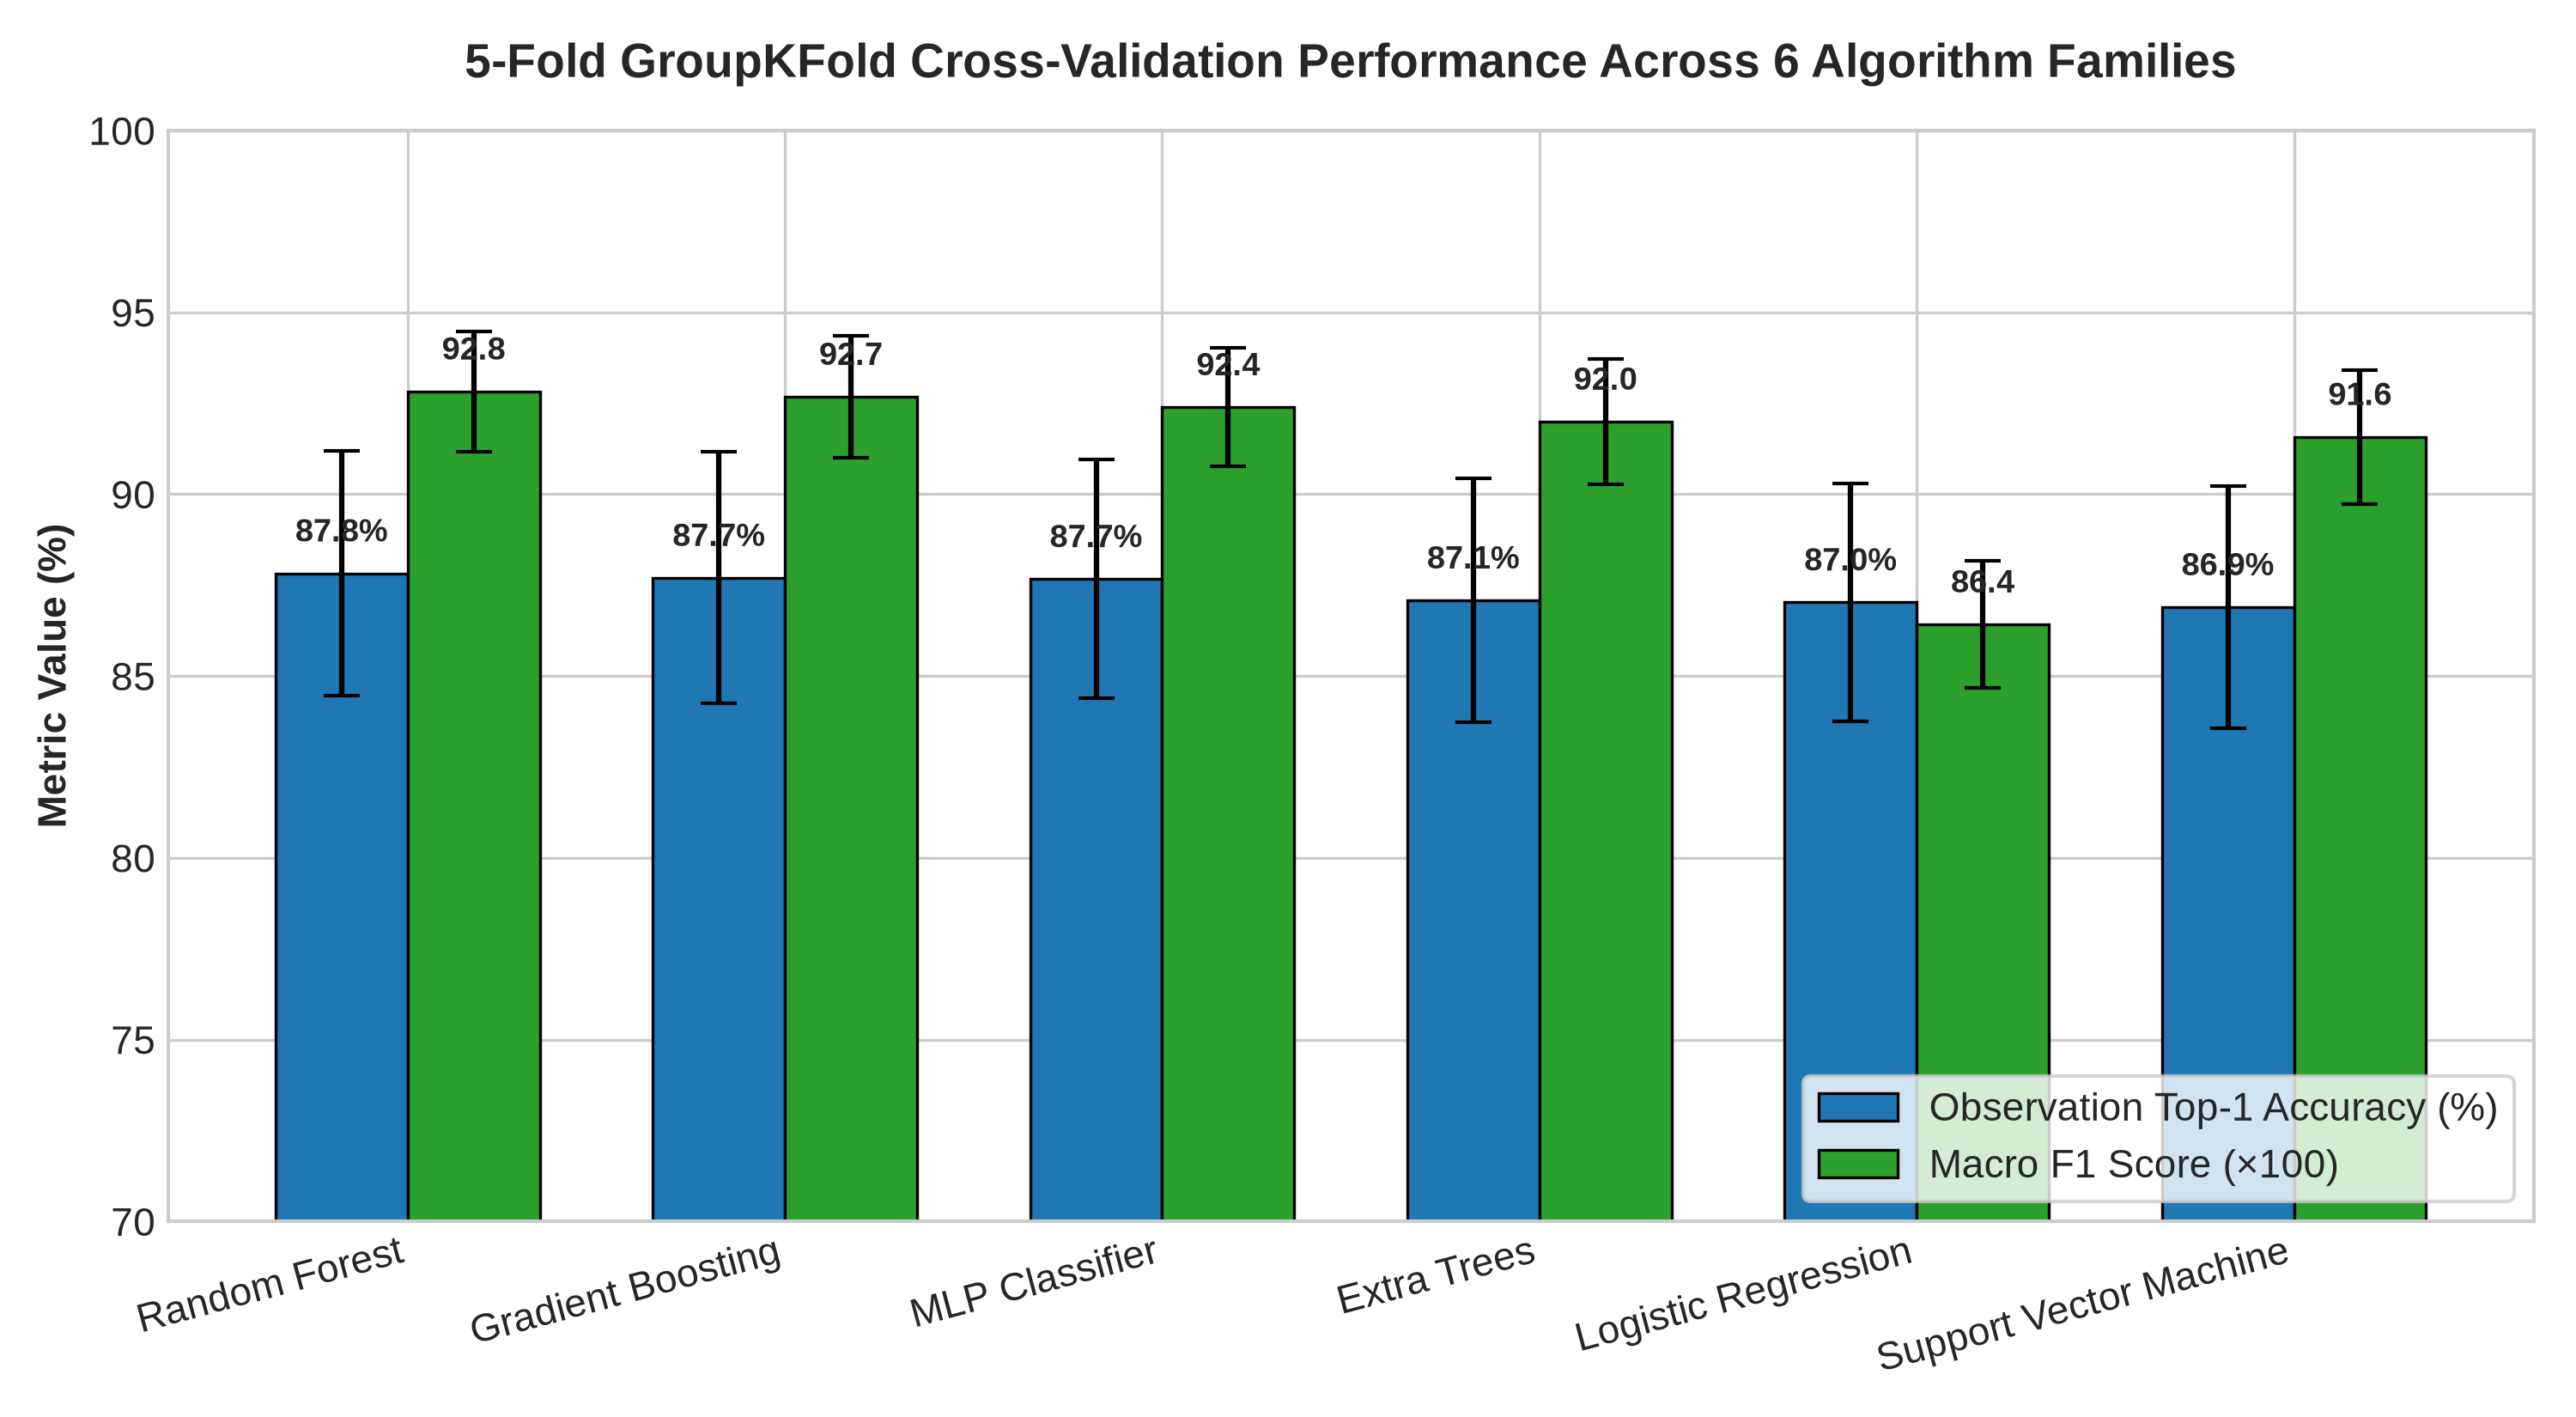 5-Fold GroupKFold Cross-Validation Performance Across 6 Algorithm Families
Metric Value (%)
100
95
90
85
80
75
70
87.8%
92.8
87.7%
92.7
87.7%
92.4
87.1%
92.0
87.0%
86.4
86.9%
91.6
Observation Top-1 Accuracy (%)
Macro F1 Score (×100)
Random Forest
Gradient Boosting
MLP Classifier
Extra Trees
Logistic Regression
Support Vector Machine